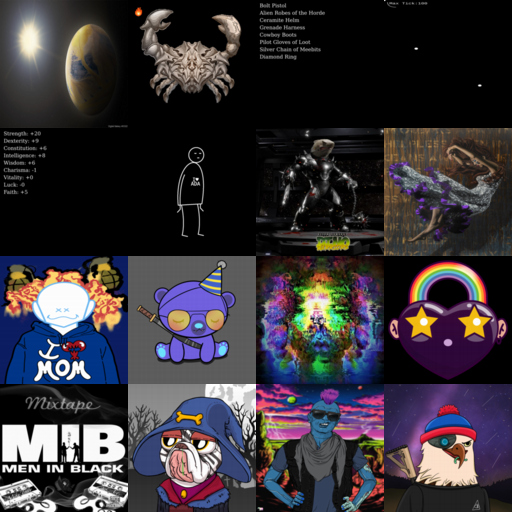 Bolt Pistol
Alien Robes of the Horde
Ceramite Helm
Grenade Harness
Cowboy Boots
Pilot Gloves of Loot
Silver Chain of Meebits
Diamond Ring
Strength: +20
Dexterity: +9
Constitution: +6
Intelligence: +8
Wisdom: +6
Charisma: -1
Vitality: +0
Luck: -0
Faith: +5
I
ADA
I
MOM
Mixtape
MIB
MEN IN BLACK